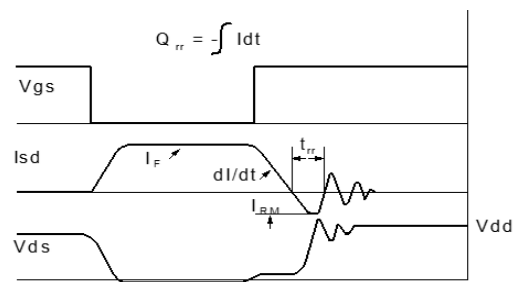 Q rr = -∫ Idt
Vgs
Isd
I F
dI/dt
t rr
I RM
Vdd
Vds